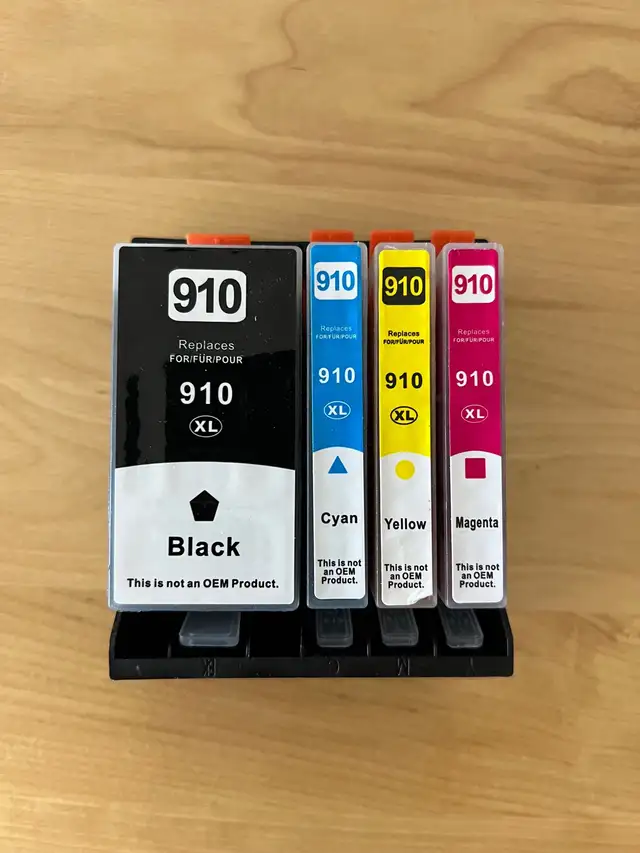 910
Replaces
FOR/FÜR/POUR
910
XL
Black
This is not an OEM Product.
910
Replaces
FOR/FÜR/POUR
910
XL
Cyan
This is not
an OEM
Product.
910
Replaces
FOR/FÜR/POUR
910
XL
Yellow
This is not
an OEM
Product.
910
Replaces
FOR/FÜR/POUR
910
XL
Magenta
This is not
an OEM
Product.
C
M